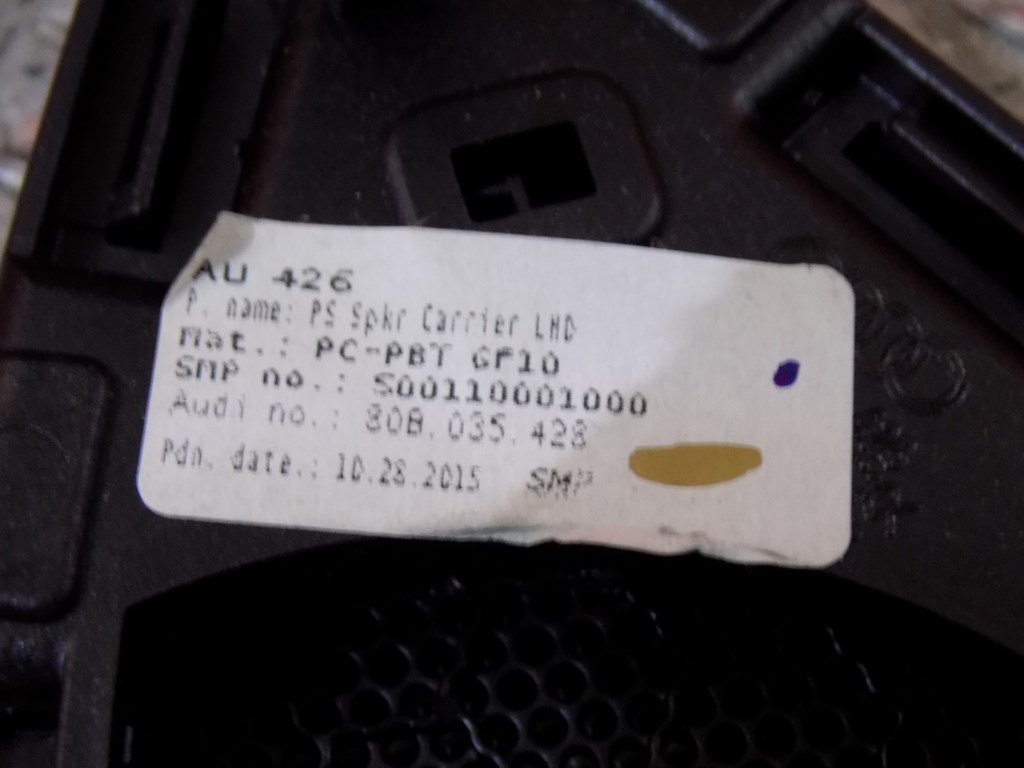 AU 426
P. name: PS Spkr Carrier LHD
Mat.: PC-PBT GF10
SMP no.: S00110001000
Audi no.: 80B.035.428
Pdn. date.: 10.28.2015 SMP